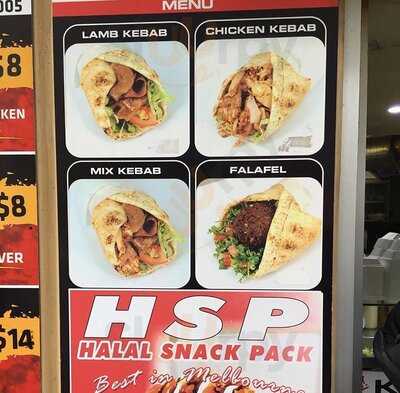 MENU
005
LAMB KEBAB
CHICKEN KEBAB
$8
KEN
MIX KEBAB
FALAFEL
$8
VER
HSP
HALAL SNACK PACK
$14
Best in Melbourne